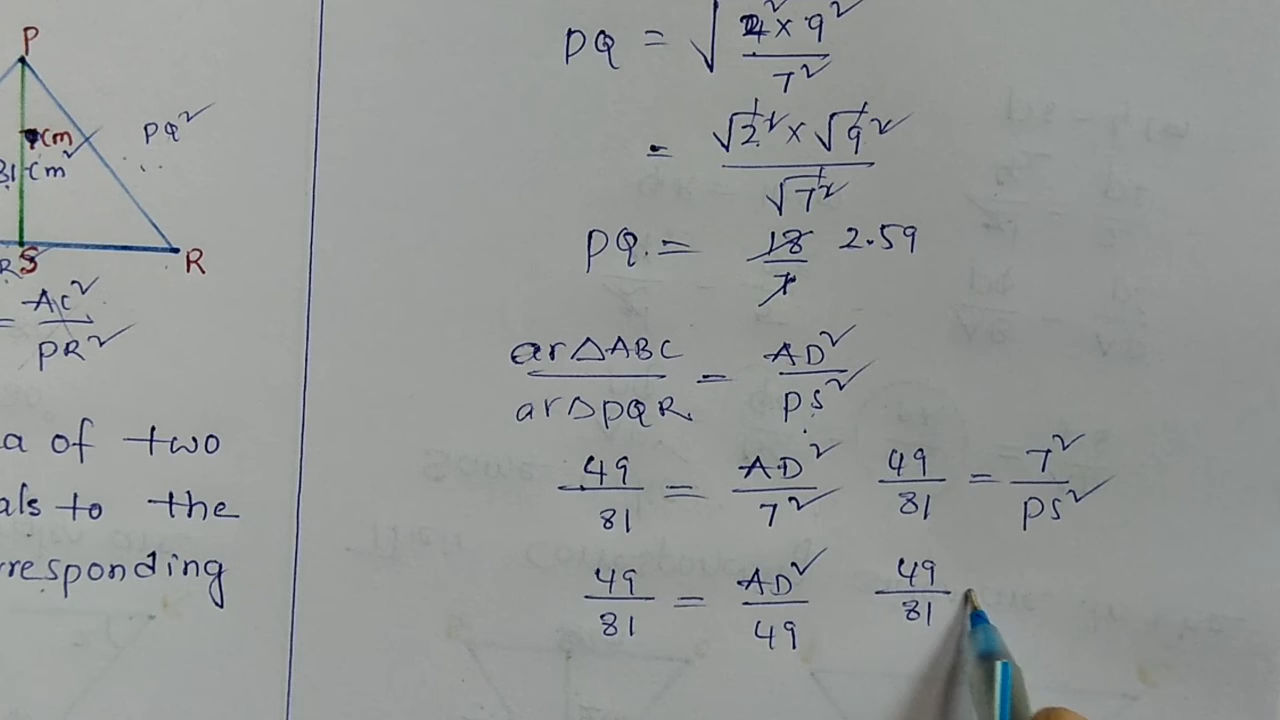 P
cm
PQ²
81 cm²
S
R
= AC²/PR²
a of two
als to the
rresponding
PQ = √(2² × 9²/7²)
= √2² × √9² / √7²
PQ = 18/7 2.59
ar△ABC/ar△PQR = AD²/PS²
49/81 = AD²/7² 49/81 = 7²/PS²
49/81 = AD²/49 49/81